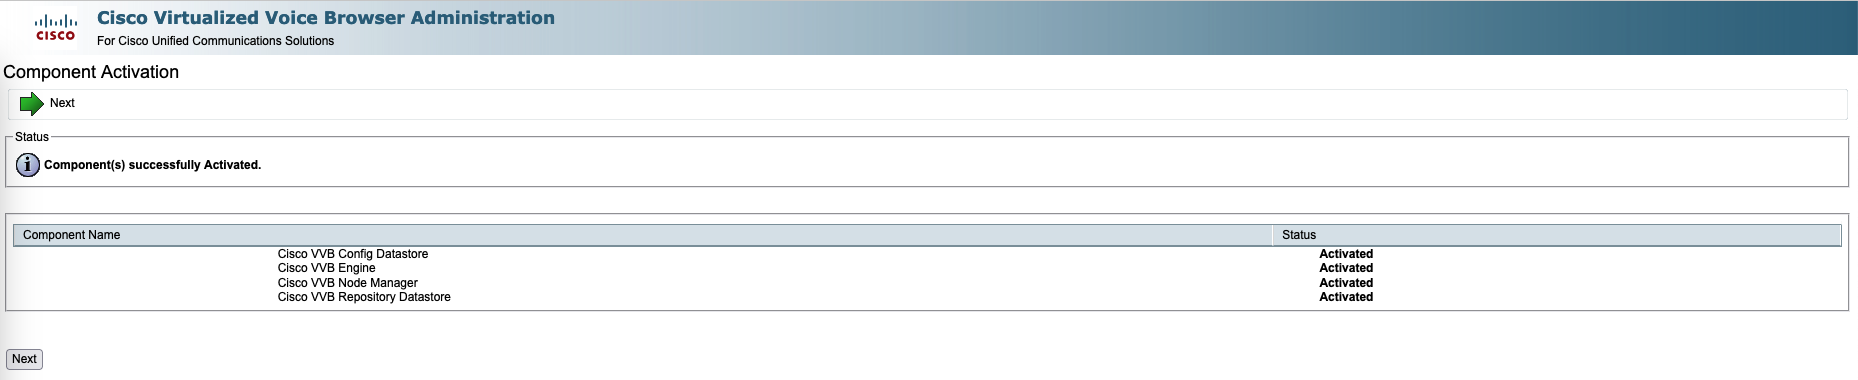 Cisco Virtualized Voice Browser Administration
CISCO
For Cisco Unified Communications Solutions
Component Activation
Next
Status
i Component(s) successfully Activated.
Component Name Status
Cisco VVB Config Datastore Activated
Cisco VVB Engine Activated
Cisco VVB Node Manager Activated
Cisco VVB Repository Datastore Activated
Next